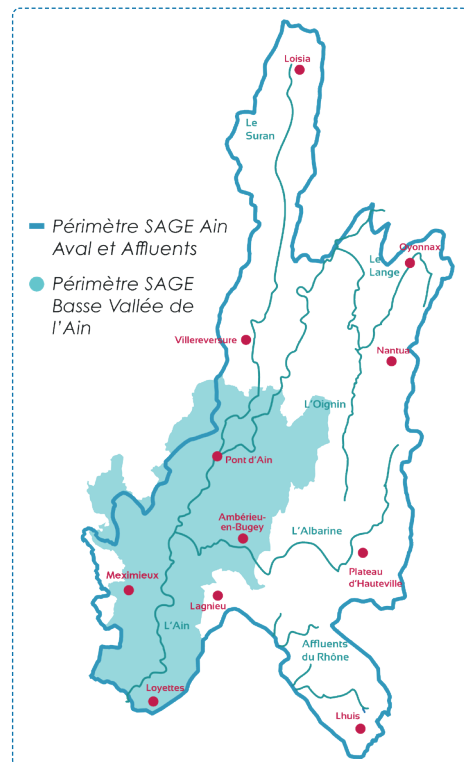 Loisia
Le
Suran
Périmètre SAGE Ain
Aval et Affluents
Périmètre SAGE
Basse Vallée de
l'Ain
Oyonnax
Le
Lange
Villereversure
Nantua
L'Oignin
Pont d'Ain
Ambérieu-
en-Bugey
L'Albarine
Plateau
d'Hauteville
Meximieux
Lagnieu
L'Ain
Affluents
du Rhône
Loyettes
Lhuis